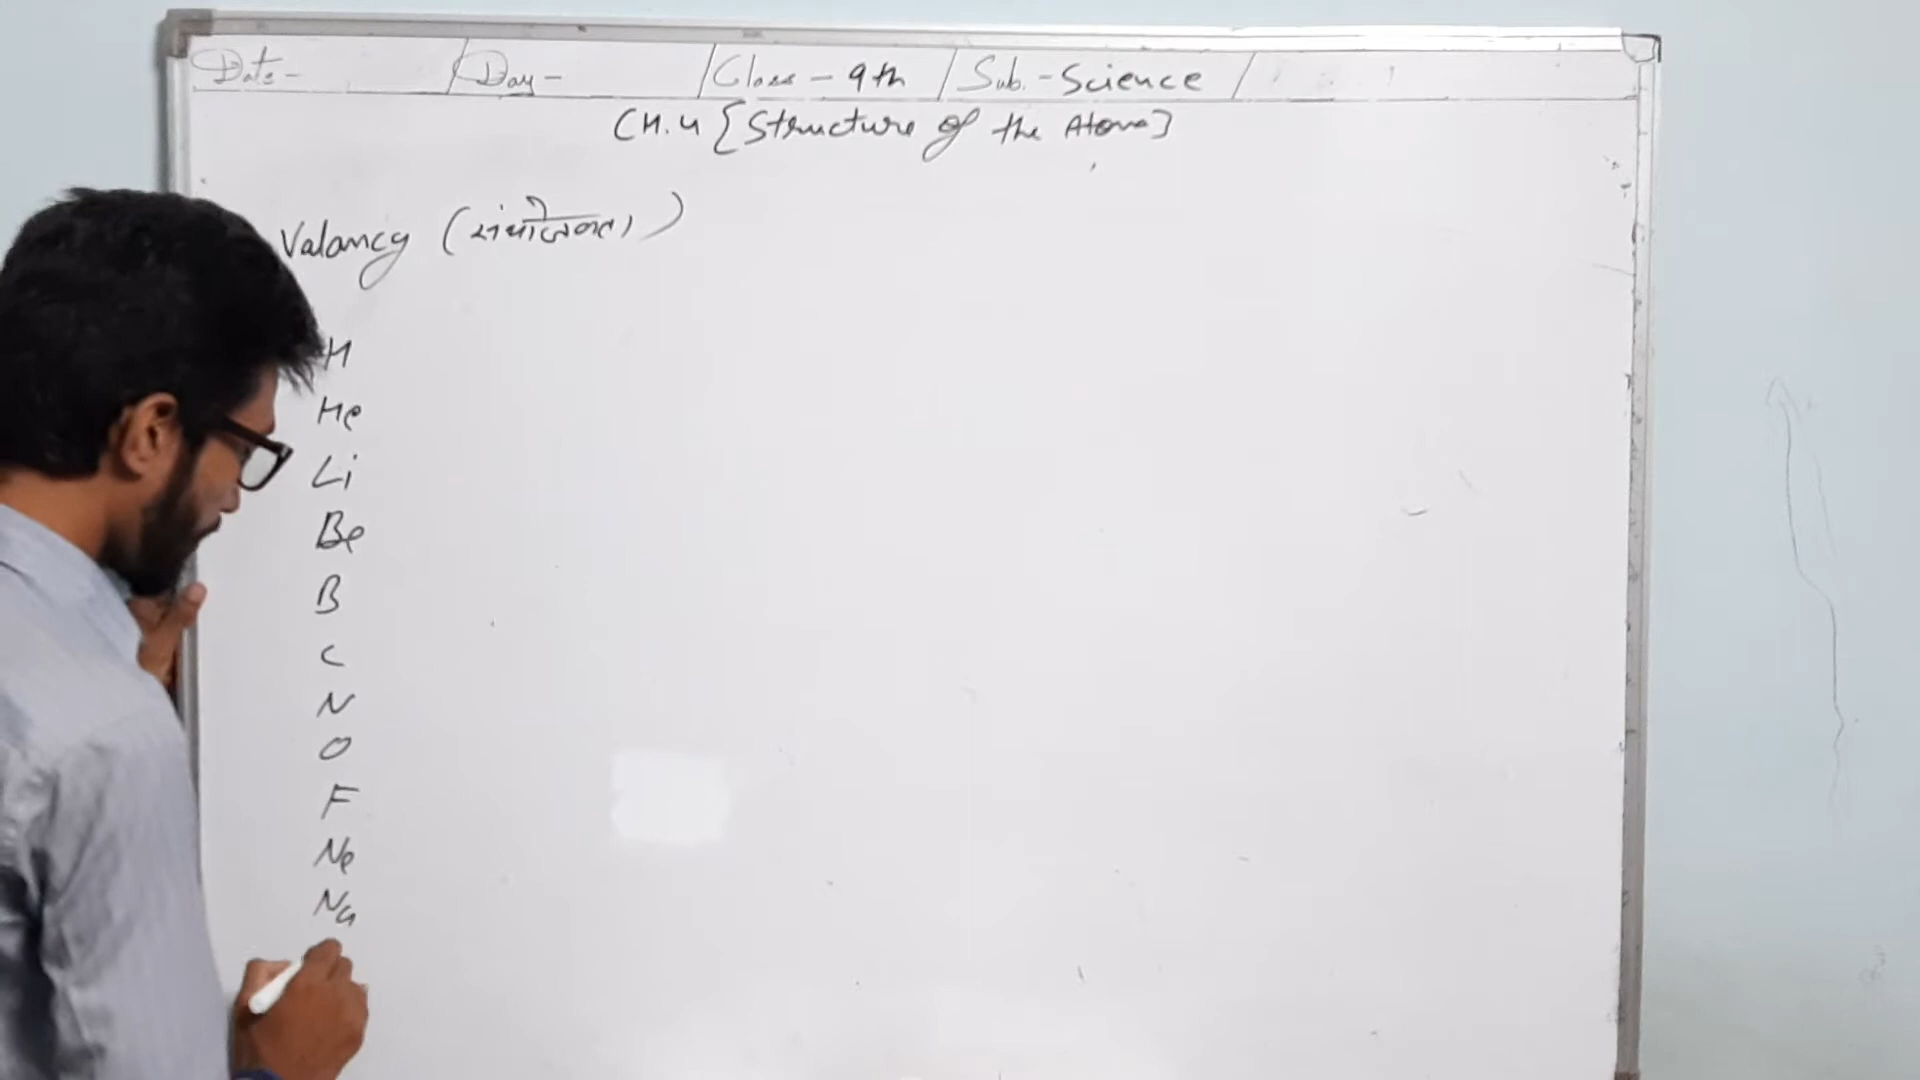 Date- / Day- / Class - 9th / Sub. - Science /
CH. 4 [Structure of the Atom]
Valancy (संयोजकता)
H
He
Li
Be
B
C
N
O
F
Ne
Na